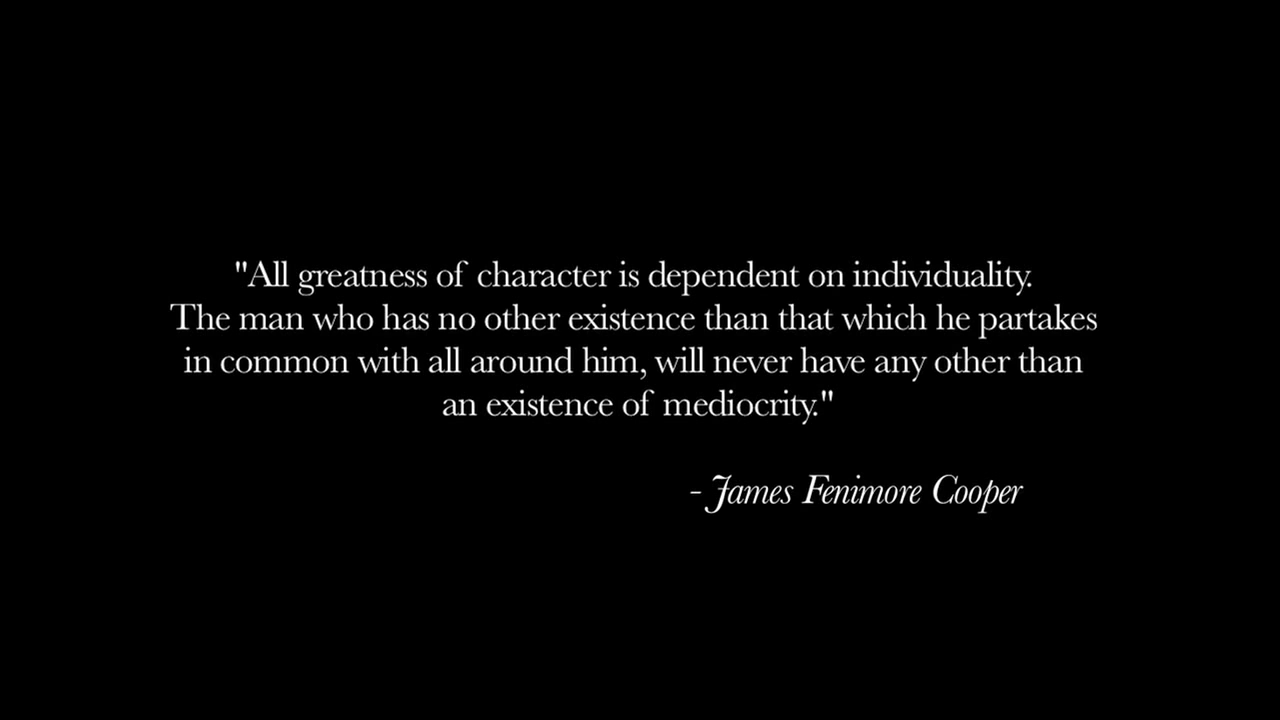 "All greatness of character is dependent on individuality.
The man who has no other existence than that which he partakes
in common with all around him, will never have any other than
an existence of mediocrity."
- James Fenimore Cooper